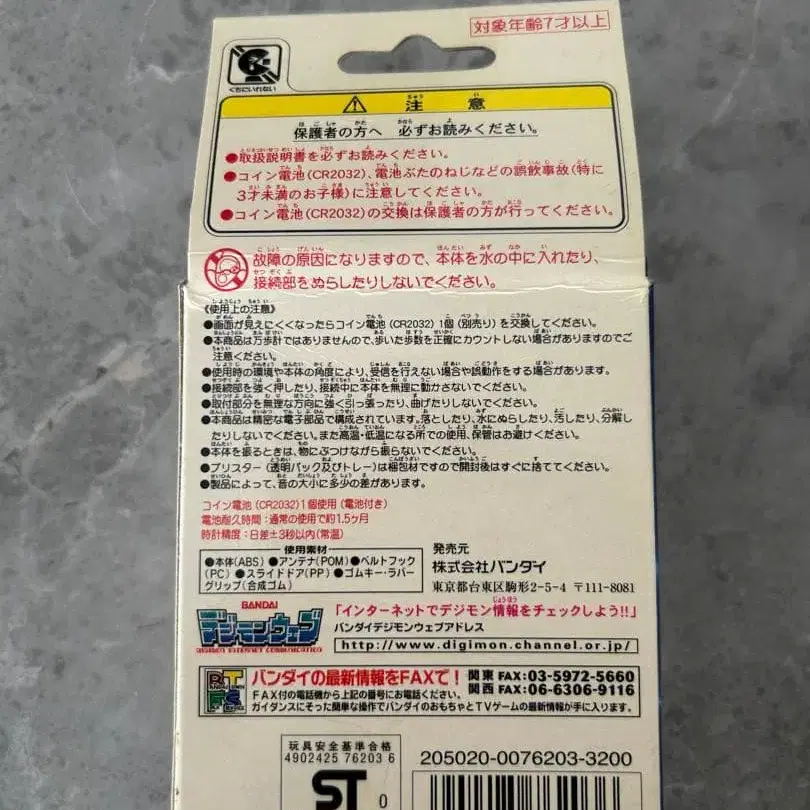 対象年齢7才以上
くちにいれない
注意
保護者の方へ 必ずお読みください。
●取扱説明書を必ずお読みください。
●コイン電池(CR2032)、電池ぶたのねじなどの誤飲事故(特に
3才未満のお子様)に注意してください。
●コイン電池(CR2032)の交換は保護者の方が行ってください。
故障の原因になりますので、本体を水の中に入れたり、
接続部をぬらしたりしないでください。
《使用上の注意》
●画面が見えにくくなったらコイン電池(CR2032)1個(別売り)を交換してください。
●本商品は万歩計ではありませんので、歩いた歩数を正確にカウントしない場合がありますのでご
注意ください。
●使用時の環境や本体の角度により、受信を行えない場合や誤動作をする場合があります。
●接続部を強く押したり、接続中に本体を無理に動かさないでください。
●取付部分を無理な方向に強く引っ張ったり、曲げたりしないでください。
●本商品は精密な電子部品で構成されています。落としたり、水にぬらしたり、汚したり、分解し
たりしないでください。また高温・低温になる所での使用、保管はお避けください。
●本体を振るときは、物にぶつけながら振らないでください。
●ブリスター(透明パック及びトレー)は梱包材ですので開封後はすぐに捨ててください。
●製品によって、音の大小に多少の差があります。
コイン電池(CR2032)1個使用(電池付き)
電池耐久時間:通常の使用で約1.5ヶ月
時計精度:日差±3秒以内(常温)
使用素材
●本体(ABS)●アンテナ(POM)●ベルトフック
(PC)●スライドドア(PP)●ゴムキー・ラバー
グリップ(合成ゴム)
発売元
株式会社バンダイ
東京都台東区駒形2-5-4 〒111-8081
BANDAI
デジモンウェブ
DIGIMON INTERNET COMMUNICATION
「インターネットでデジモン情報をチェックしよう!!」
バンダイデジモンウェブアドレス
http://www.digimon.channel.or.jp/
バンダイの最新情報をFAXで!
関東 FAX:03-5972-5660
関西 FAX:06-6306-9116
FAX付の電話機から上記の番号にお電話ください。
ガイダンスにそった簡単な操作でバンダイのおもちゃとTVゲームの最新情報が手に入ります。
玩具安全基準合格
4902425 76203 6
ST
0
205020-0076203-3200